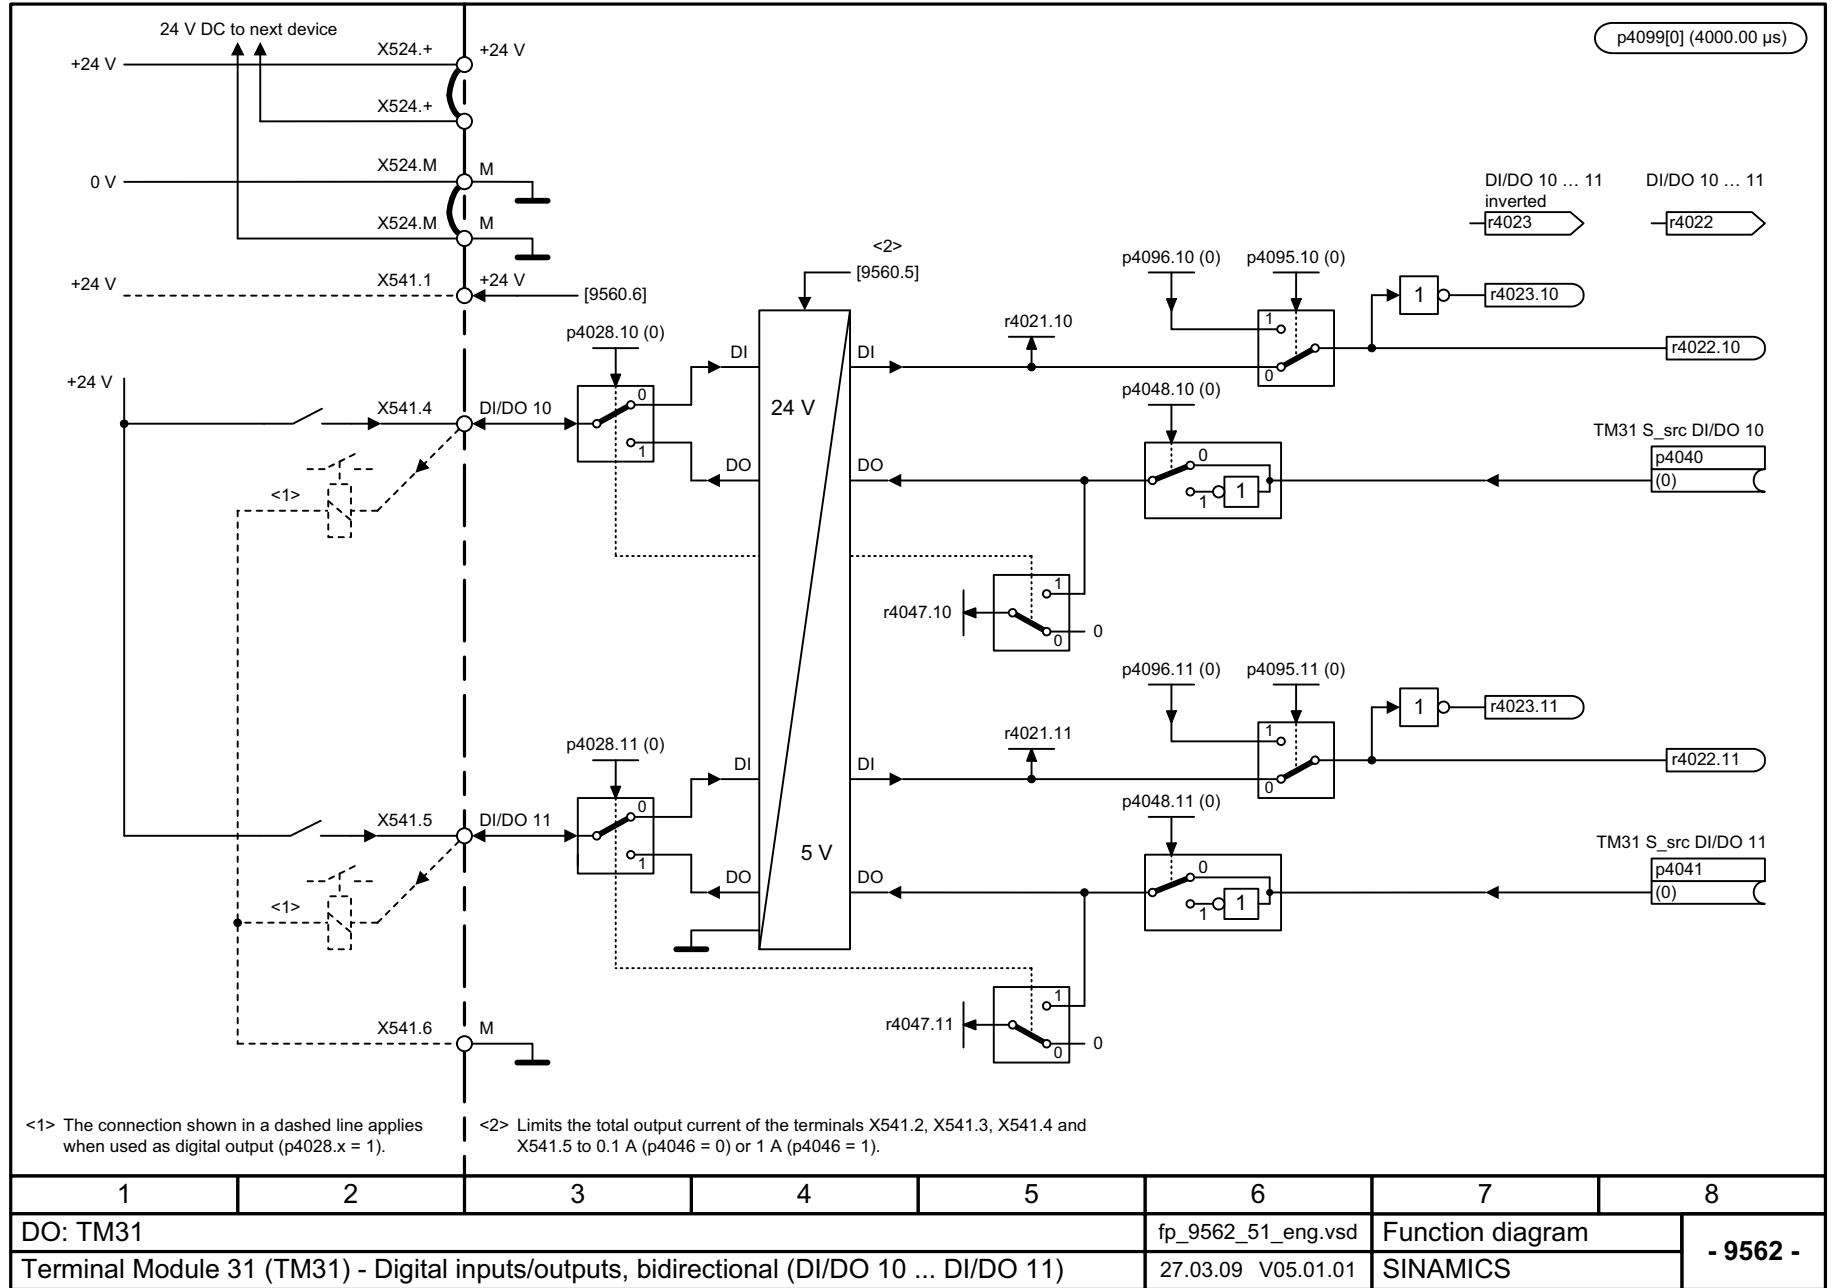 24 V DC to next device
p4099[0] (4000.00 µs)
+24 V
X524.+
+24 V
X524.+
0 V
X524.M
M
X524.M
M
DI/DO 10 ... 11
inverted
r4023
DI/DO 10 ... 11
r4022
+24 V
X541.1
+24 V
[9560.6]
<2>
[9560.5]
p4028.10 (0)
r4021.10
p4096.10 (0)
p4095.10 (0)
1
0
1
r4023.10
r4022.10
+24 V
X541.4
DI/DO 10
0
1
DI
DO
24 V
5 V
DI
DO
p4048.10 (0)
0
1
1
TM31 S_src DI/DO 10
p4040
(0)
<1>
r4047.10
1
0
0
p4028.11 (0)
r4021.11
p4096.11 (0)
p4095.11 (0)
1
0
1
r4023.11
r4022.11
X541.5
DI/DO 11
0
1
DI
DO
DI
DO
p4048.11 (0)
0
1
1
TM31 S_src DI/DO 11
p4041
(0)
<1>
r4047.11
1
0
0
X541.6
M
<1> The connection shown in a dashed line applies
when used as digital output (p4028.x = 1).
<2> Limits the total output current of the terminals X541.2, X541.3, X541.4 and
X541.5 to 0.1 A (p4046 = 0) or 1 A (p4046 = 1).
1 2 3 4 5 6 7 8
DO: TM31
fp_9562_51_eng.vsd
Function diagram
- 9562 -
Terminal Module 31 (TM31) - Digital inputs/outputs, bidirectional (DI/DO 10 ... DI/DO 11)
27.03.09 V05.01.01
SINAMICS